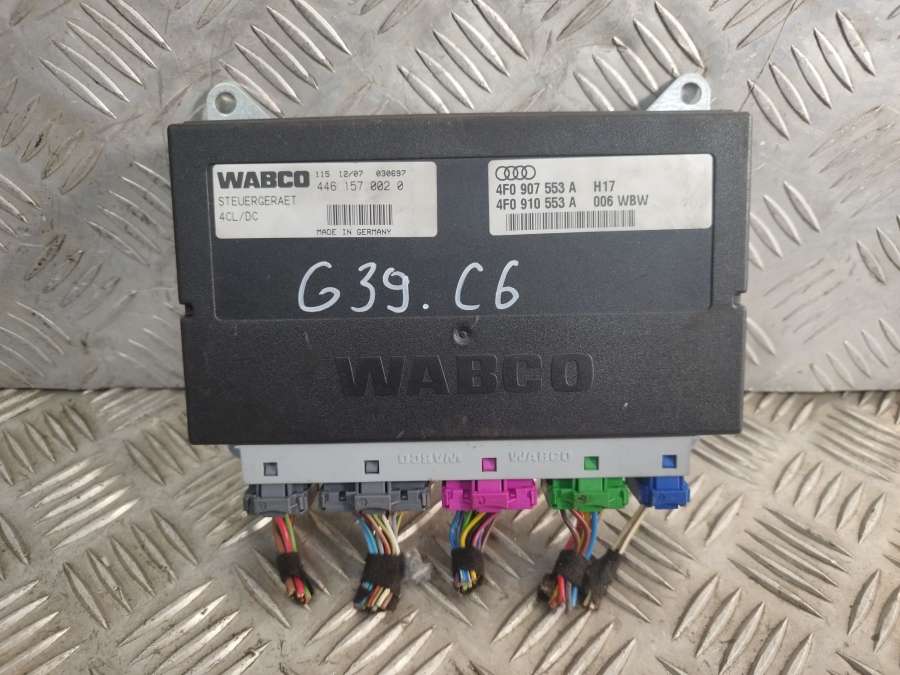 WABCO 115 12/07 030697
446 157 002 0
STEUERGERAET
4CL/DC
MADE IN GERMANY
4F0 907 553 A H17
4F0 910 553 A 006 WBW
G39. C6
WABCO
WABCO